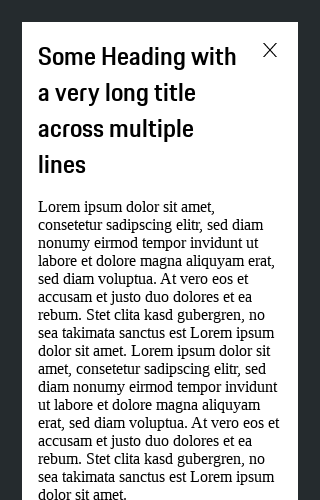 Some Heading with
a very long title
across multiple
lines
Lorem ipsum dolor sit amet,
consetetur sadipscing elitr, sed diam
nonumy eirmod tempor invidunt ut
labore et dolore magna aliquyam erat,
sed diam voluptua. At vero eos et
accusam et justo duo dolores et ea
rebum. Stet clita kasd gubergren, no
sea takimata sanctus est Lorem ipsum
dolor sit amet. Lorem ipsum dolor sit
amet, consetetur sadipscing elitr, sed
diam nonumy eirmod tempor invidunt
ut labore et dolore magna aliquyam
erat, sed diam voluptua. At vero eos et
accusam et justo duo dolores et ea
rebum. Stet clita kasd gubergren, no
sea takimata sanctus est Lorem ipsum
dolor sit amet.